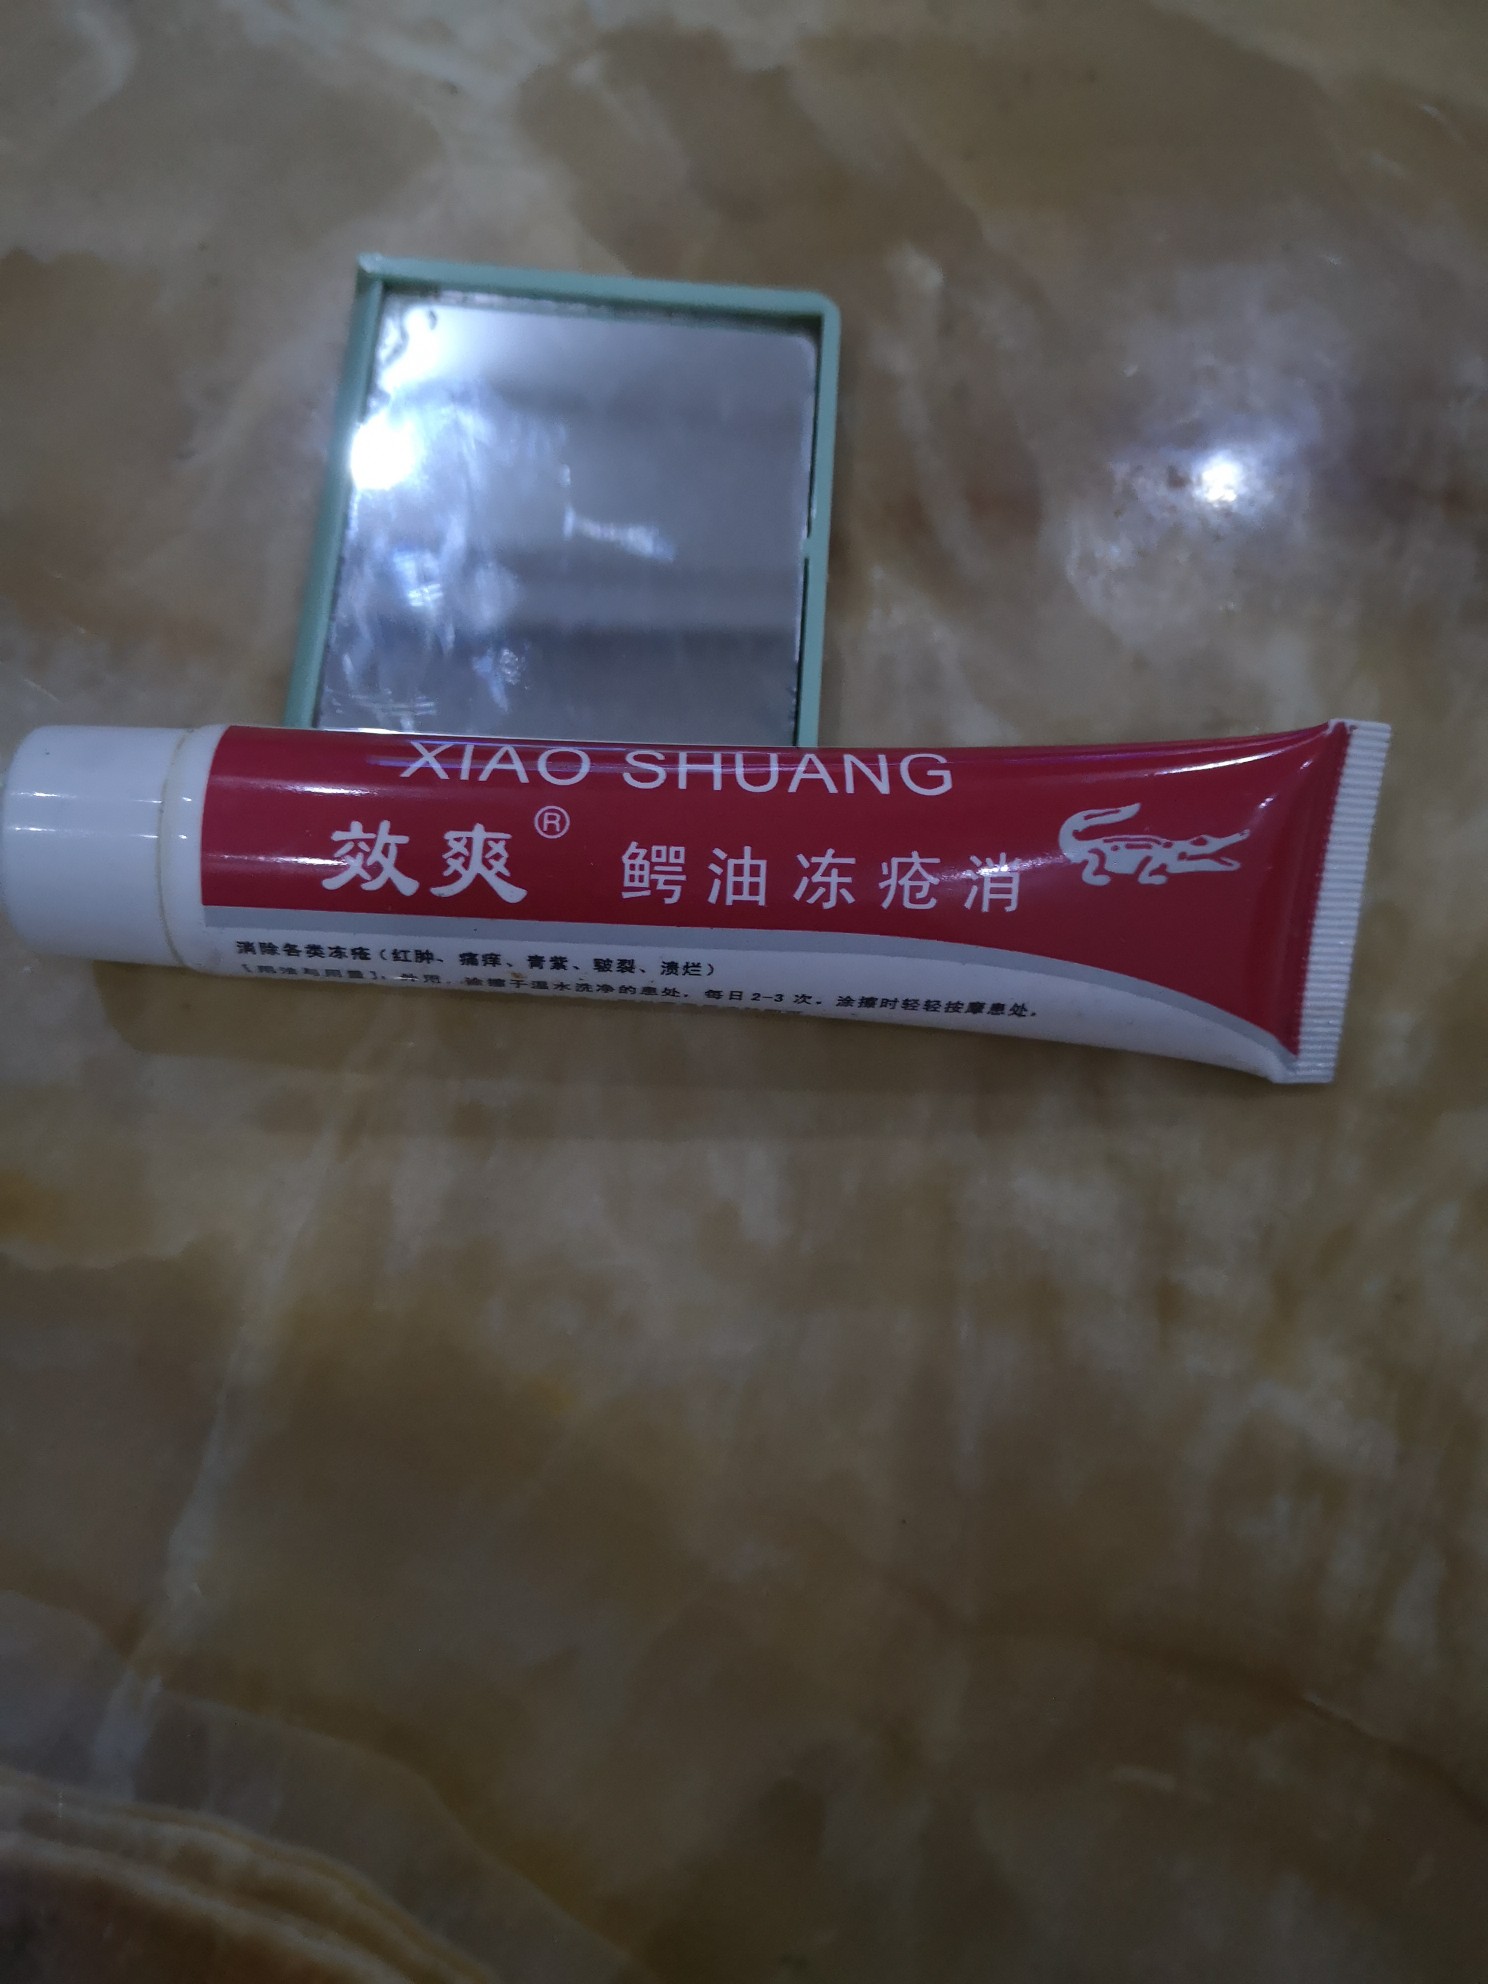 XIAO SHUANG
效爽® 鳄油冻疮消
消除各类冻疮（红肿、痛痒、青紫、皲裂、溃烂）
［用法与用量］：外用，涂擦于温水洗净的患处，每日2-3次。涂擦时轻轻按摩患处。